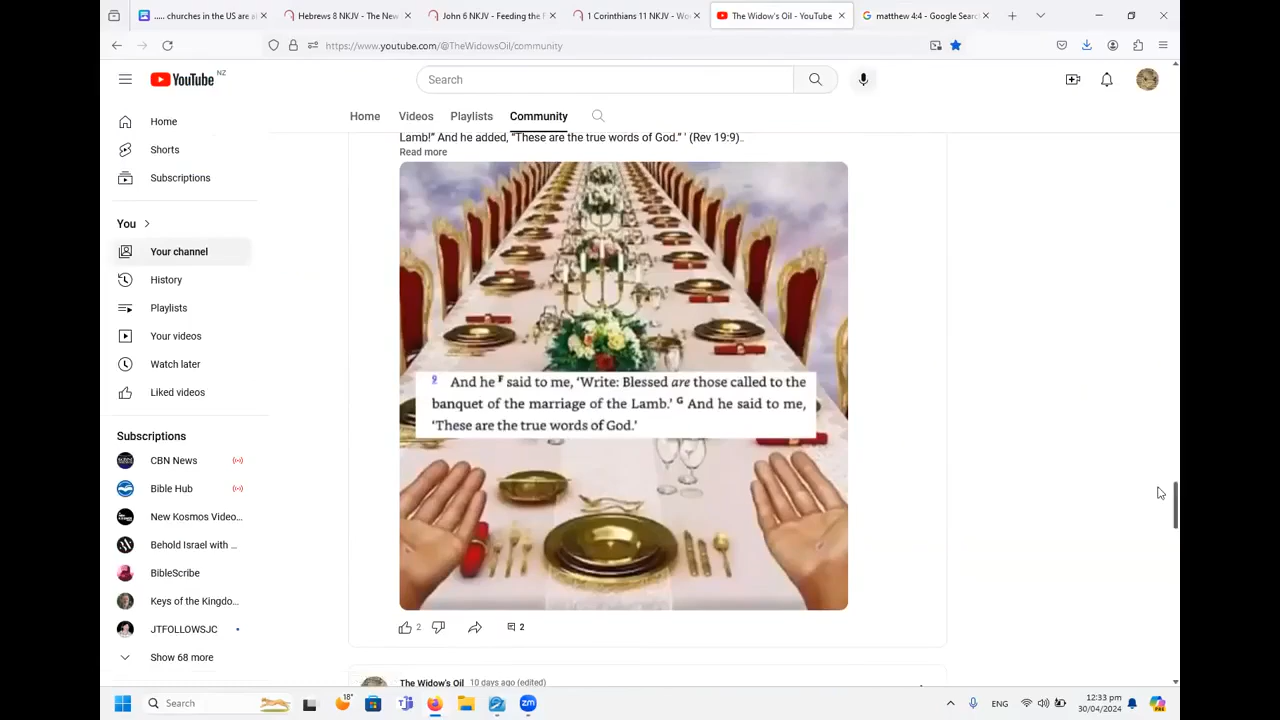 ..... churches in the US are al
Hebrews 8 NKJV - The New
John 6 NKJV - Feeding the F
1 Corinthians 11 NKJV - Wo
The Widow's Oil - YouTube
matthew 4:4 - Google Searc
https://www.youtube.com/@TheWidowsOil/community
YouTube NZ
Search
Home
Videos
Playlists
Community
Lamb!" And he added, "These are the true words of God." ' (Rev 19:9)..
Read more
Home
Shorts
Subscriptions
You
Your channel
History
Playlists
Your videos
Watch later
Liked videos
Subscriptions
CBN News
Bible Hub
New Kosmos Video...
Behold Israel with ...
BibleScribe
Keys of the Kingdo...
JTFOLLOWSJC
Show 68 more
9 And he F said to me, 'Write: Blessed are those called to the
banquet of the marriage of the Lamb.' G And he said to me,
'These are the true words of God.'
2
2
The Widow's Oil 10 days ago (edited)
Search
18°
ENG
12:33 pm
30/04/2024